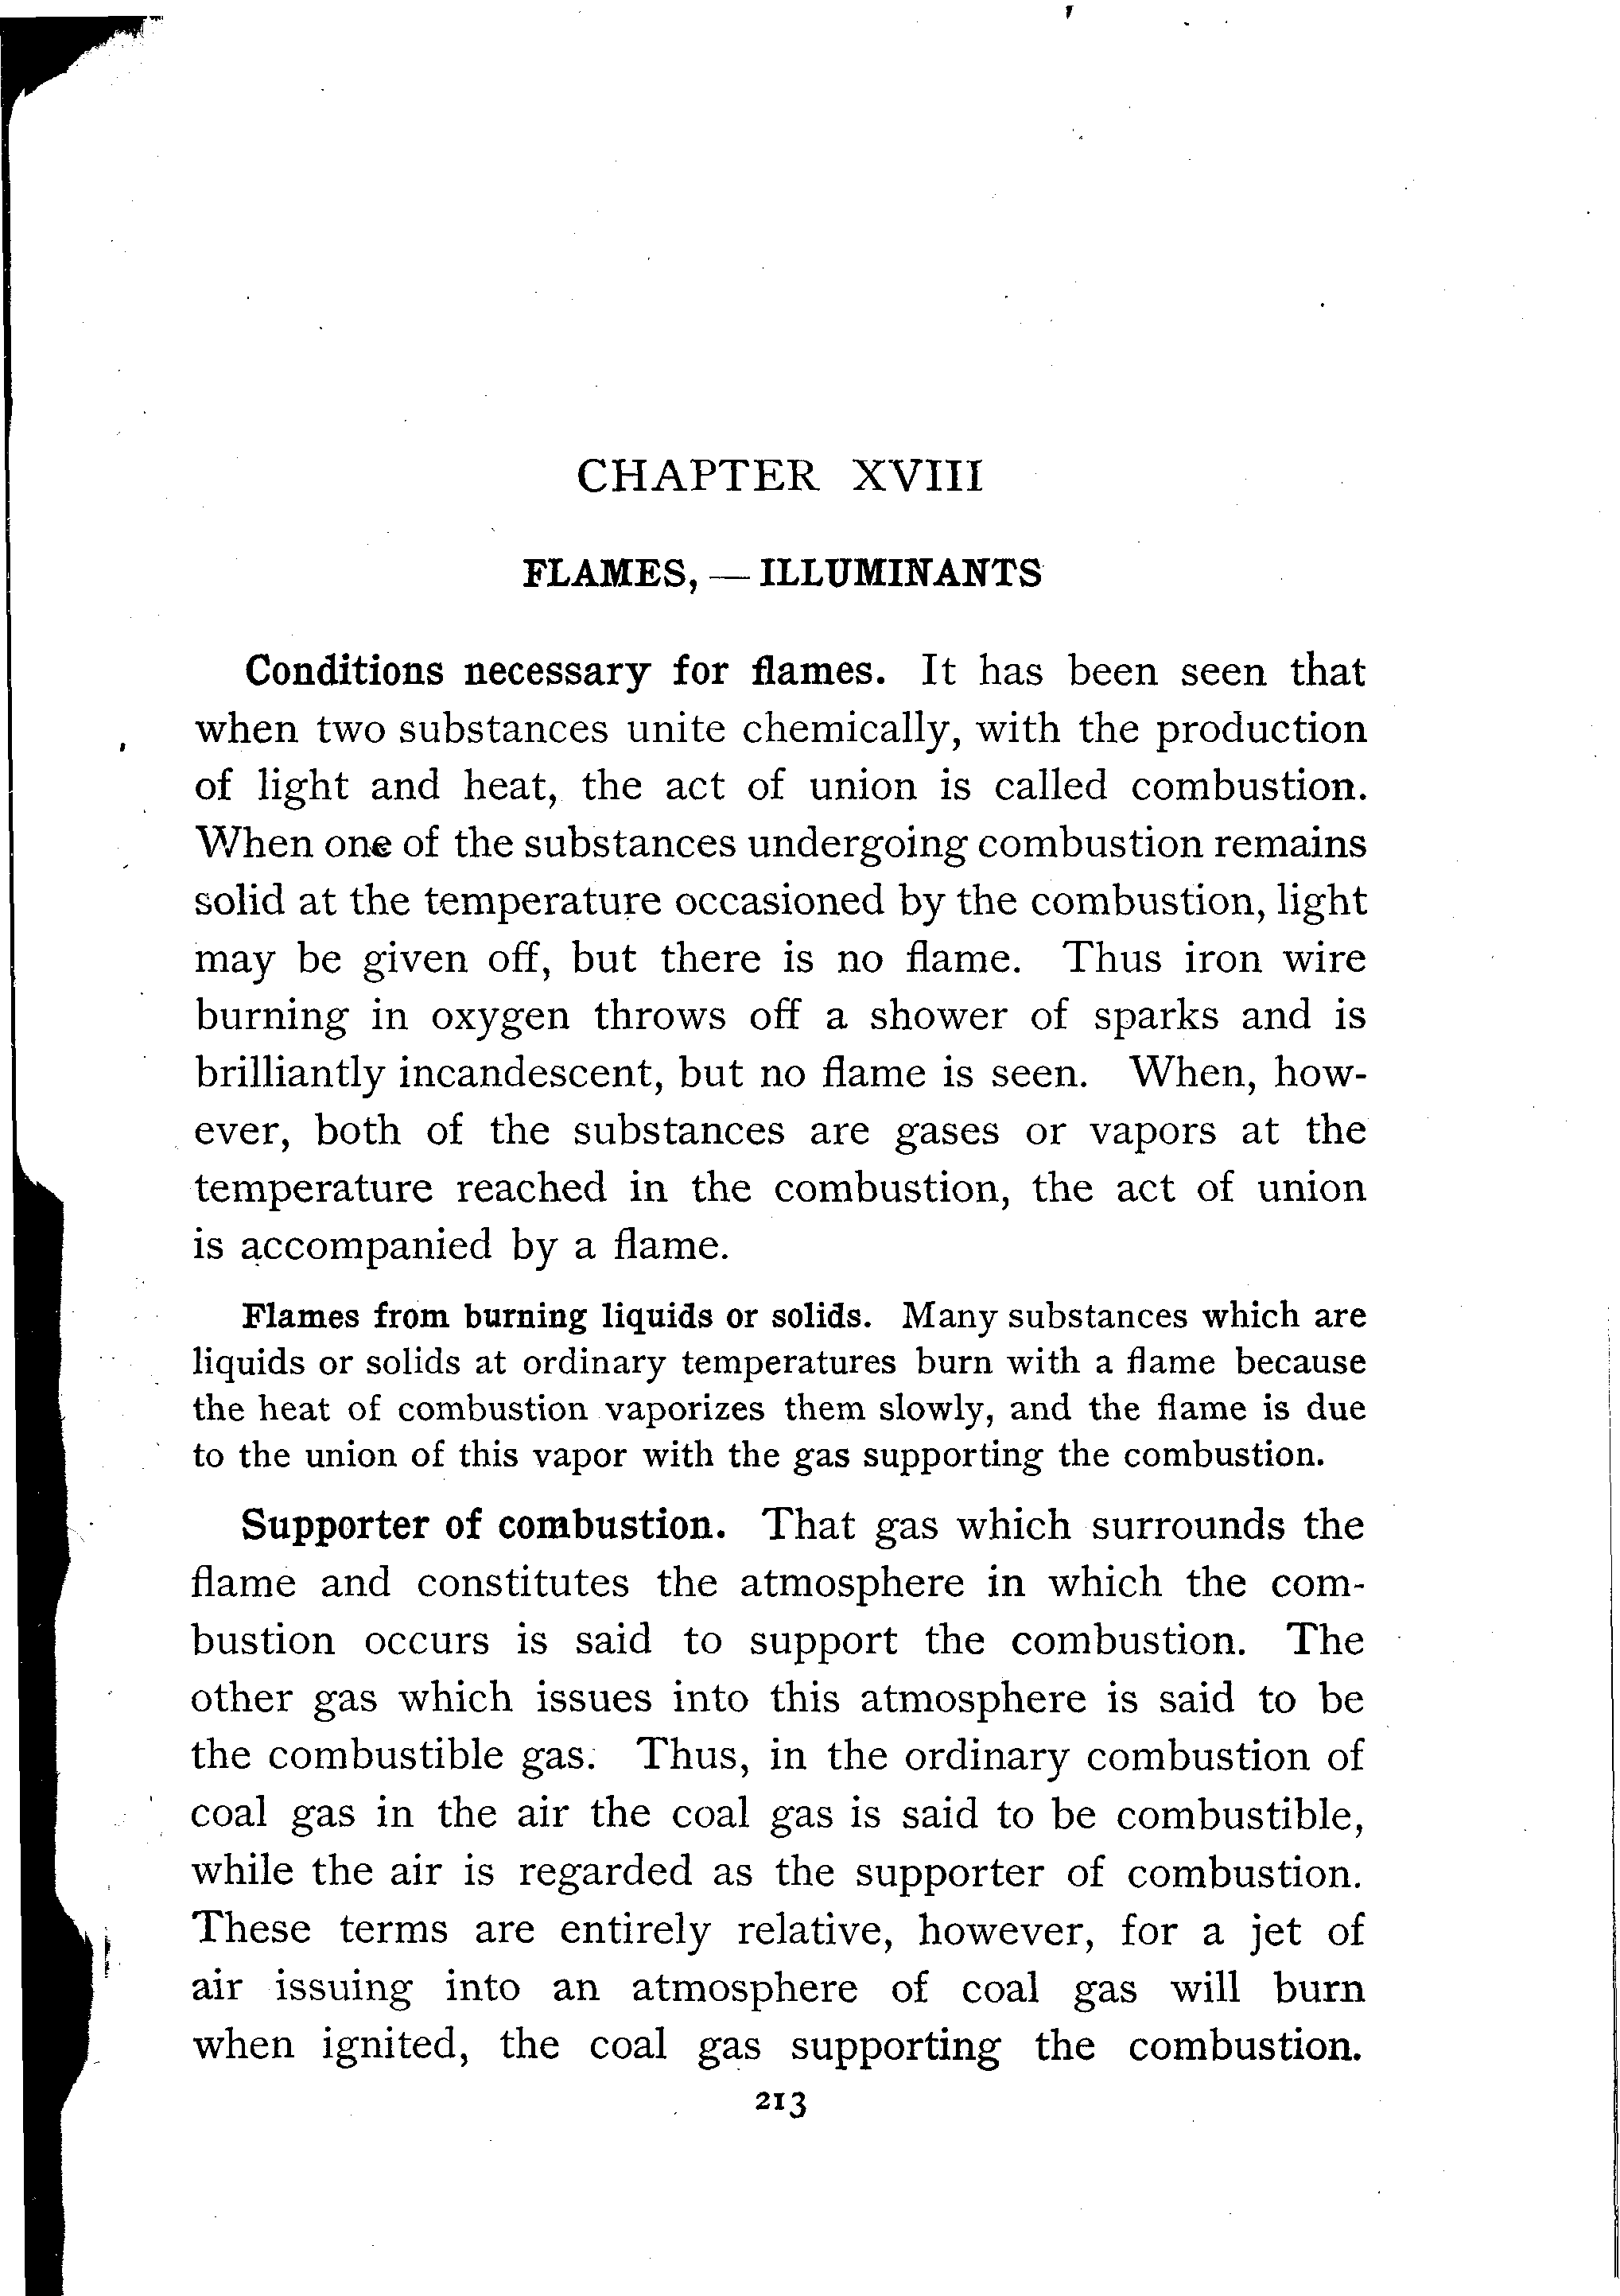 CHAPTER XVIII
FLAMES, — ILLUMINANTS
Conditions necessary for flames. It has been seen that
when two substances unite chemically, with the production
of light and heat, the act of union is called combustion.
When one of the substances undergoing combustion remains
solid at the temperature occasioned by the combustion, light
may be given off, but there is no flame. Thus iron wire
burning in oxygen throws off a shower of sparks and is
brilliantly incandescent, but no flame is seen. When, how-
ever, both of the substances are gases or vapors at the
temperature reached in the combustion, the act of union
is accompanied by a flame.
Flames from burning liquids or solids. Many substances which are
liquids or solids at ordinary temperatures burn with a flame because
the heat of combustion vaporizes them slowly, and the flame is due
to the union of this vapor with the gas supporting the combustion.
Supporter of combustion. That gas which surrounds the
flame and constitutes the atmosphere in which the com-
bustion occurs is said to support the combustion. The
other gas which issues into this atmosphere is said to be
the combustible gas. Thus, in the ordinary combustion of
coal gas in the air the coal gas is said to be combustible,
while the air is regarded as the supporter of combustion.
These terms are entirely relative, however, for a jet of
air issuing into an atmosphere of coal gas will burn
when ignited, the coal gas supporting the combustion.
213